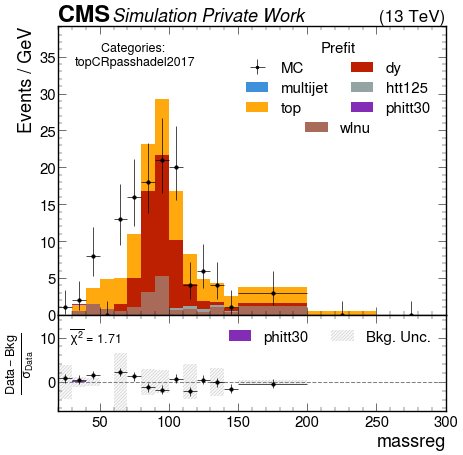 CMS Simulation Private Work (13 TeV)
Categories:
topCRpasshadel2017
Prefit
MC
dy
multijet
htt125
top
phitt30
wlnu
Events / GeV
35
30
25
20
15
10
5
0
χ² = 1.71
phitt30
Bkg. Unc.
Data − Bkg
σData
10
0
50 100 150 200 250 300
massreg